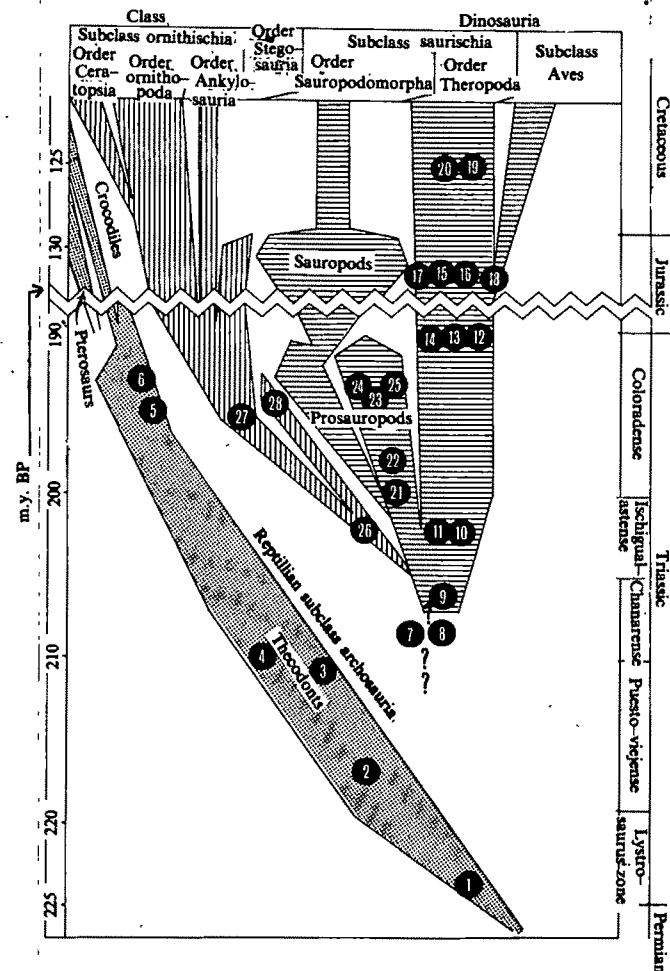 Class Dinosauria
Subclass ornithischia
Order
Stego-
sauria
Subclass saurischia
Subclass
Aves
Order
Cera-
topsia
Order
ornitho-
poda
Order
Ankylo-
sauria
Order
Sauropodomorpha
Order
Theropoda
125
130
190
200
210
220
225
m.y. BP
Crocodiles
Pterosaurs
Sauropods
Prosauropods
Reptillian subclass archosauria
Thecodonts
20 19
17 15 16 18
14 13 12
6
5
24 25
23
28
27
22
21
26
11 10
9
7 8
?
?
4
3
2
1
Cretaceous
Jurassic
Triassic
Permian
Coloradense
Ischigual-
astense
Chanarense
Puesto-viejense
Lystro-
saurus zone